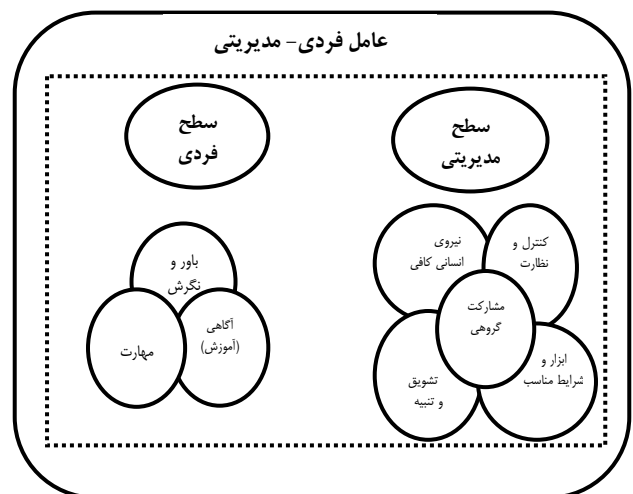 عامل فردی- مدیریتی
سطح
مدیریتی
سطح
فردی
کنترل و
نظارت
نیروی
انسانی کافی
مشارکت
گروهی
ابزار و
شرایط مناسب
تشویق
و تنبیه
باور و
نگرش
آگاهی
(آموزش)
مهارت